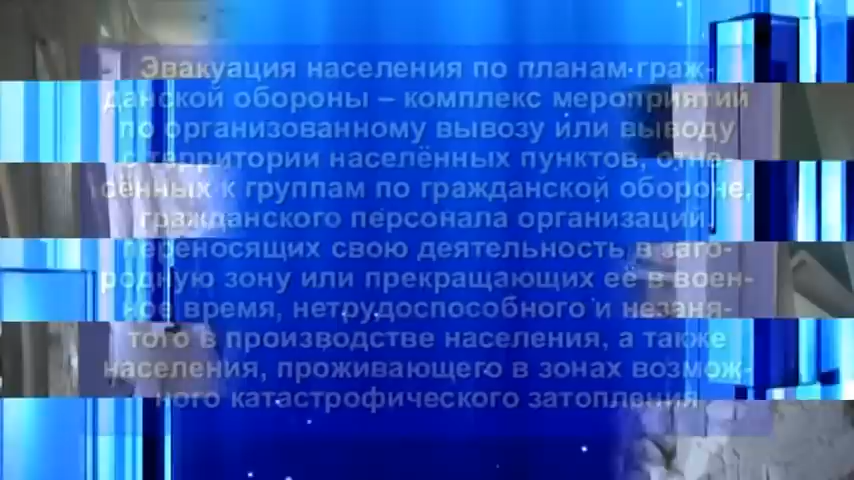 Эвакуация населения по планам граж-
данской обороны – комплекс мероприятий
по организованному вывозу или выводу
с территории населённых пунктов, отне-
сённых к группам по гражданской обороне,
гражданского персонала организаций,
переносящих свою деятельность в заго-
родную зону или прекращающих её в воен-
ное время, нетрудоспособного и незаня-
того в производстве населения, а также
населения, проживающего в зонах возмож-
ного катастрофического затопления